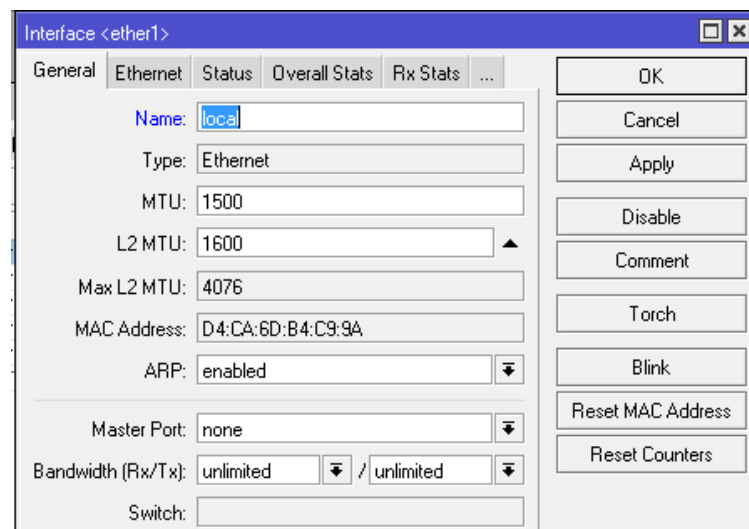 Interface <ether1>
General Ethernet Status Overall Stats Rx Stats ...
Name: local
Type: Ethernet
MTU: 1500
L2 MTU: 1600
Max L2 MTU: 4076
MAC Address: D4:CA:6D:B4:C9:9A
ARP: enabled
Master Port: none
Bandwidth (Rx/Tx): unlimited / unlimited
Switch:
OK
Cancel
Apply
Disable
Comment
Torch
Blink
Reset MAC Address
Reset Counters